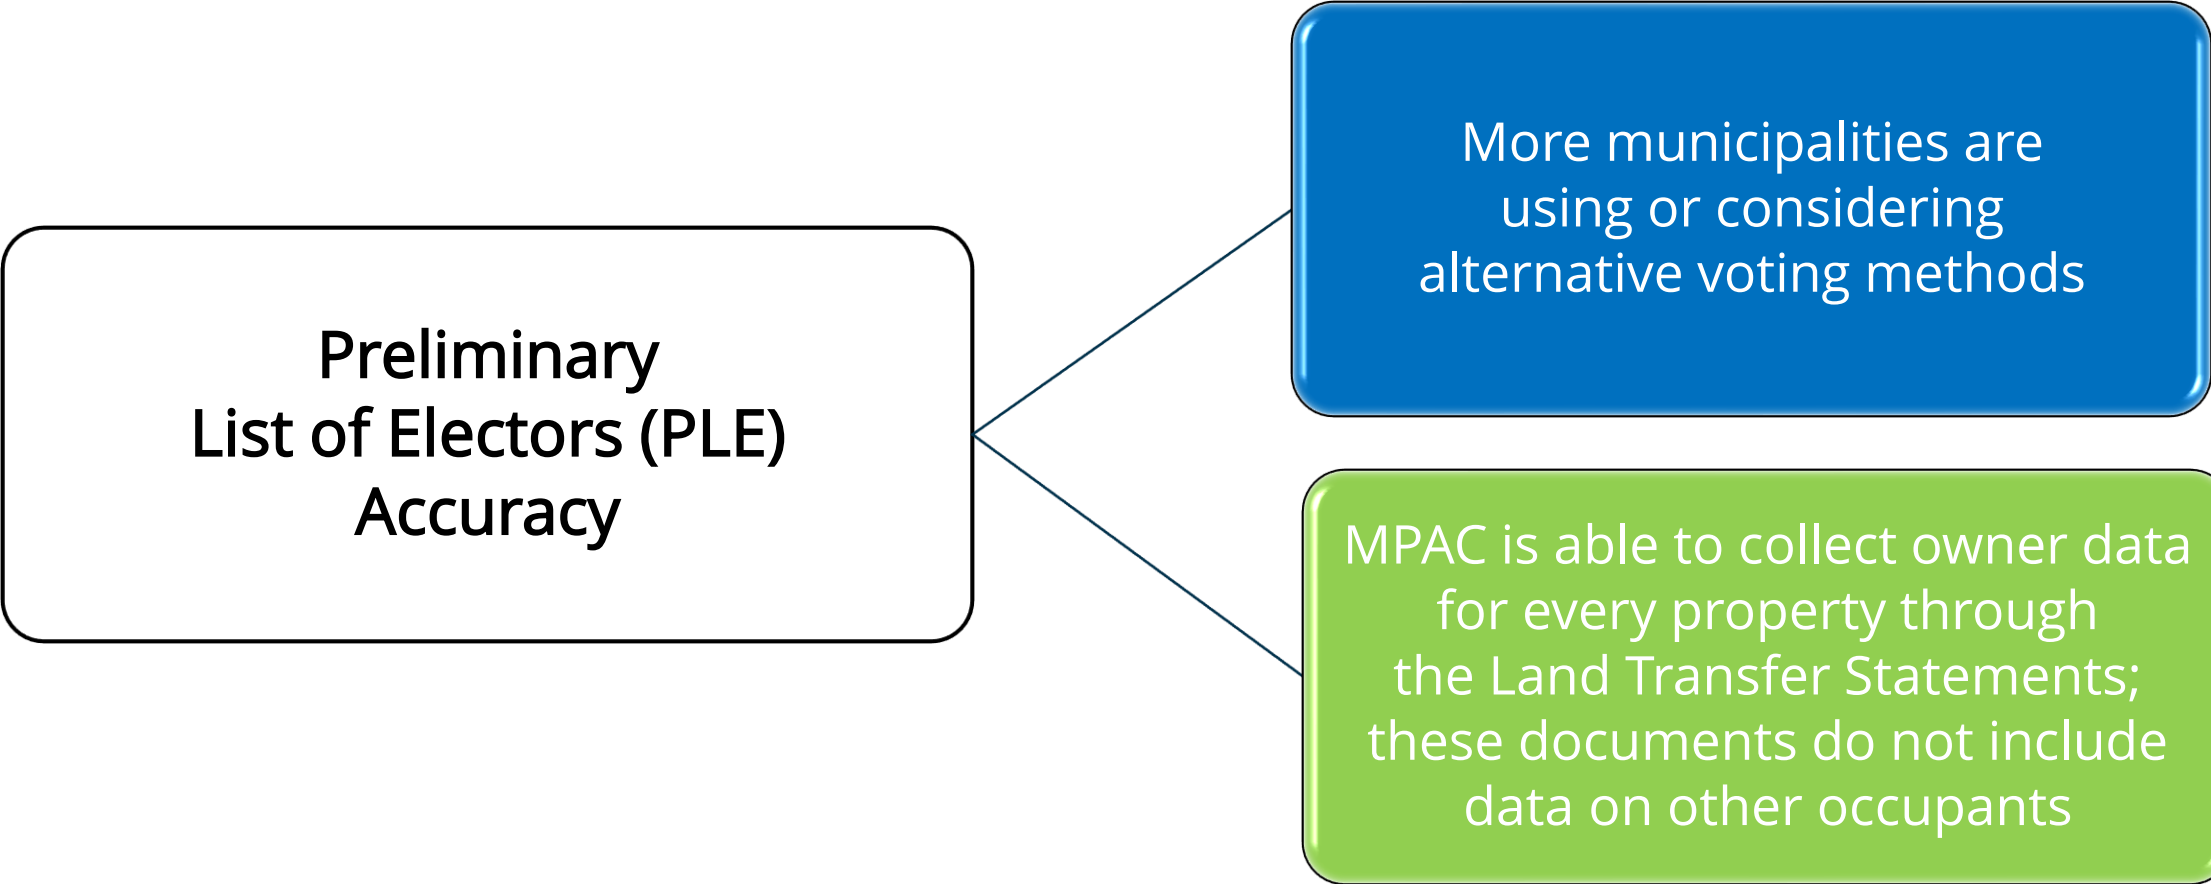 Preliminary
List of Electors (PLE)
Accuracy
More municipalities are
using or considering
alternative voting methods
MPAC is able to collect owner data
for every property through
the Land Transfer Statements;
these documents do not include
data on other occupants